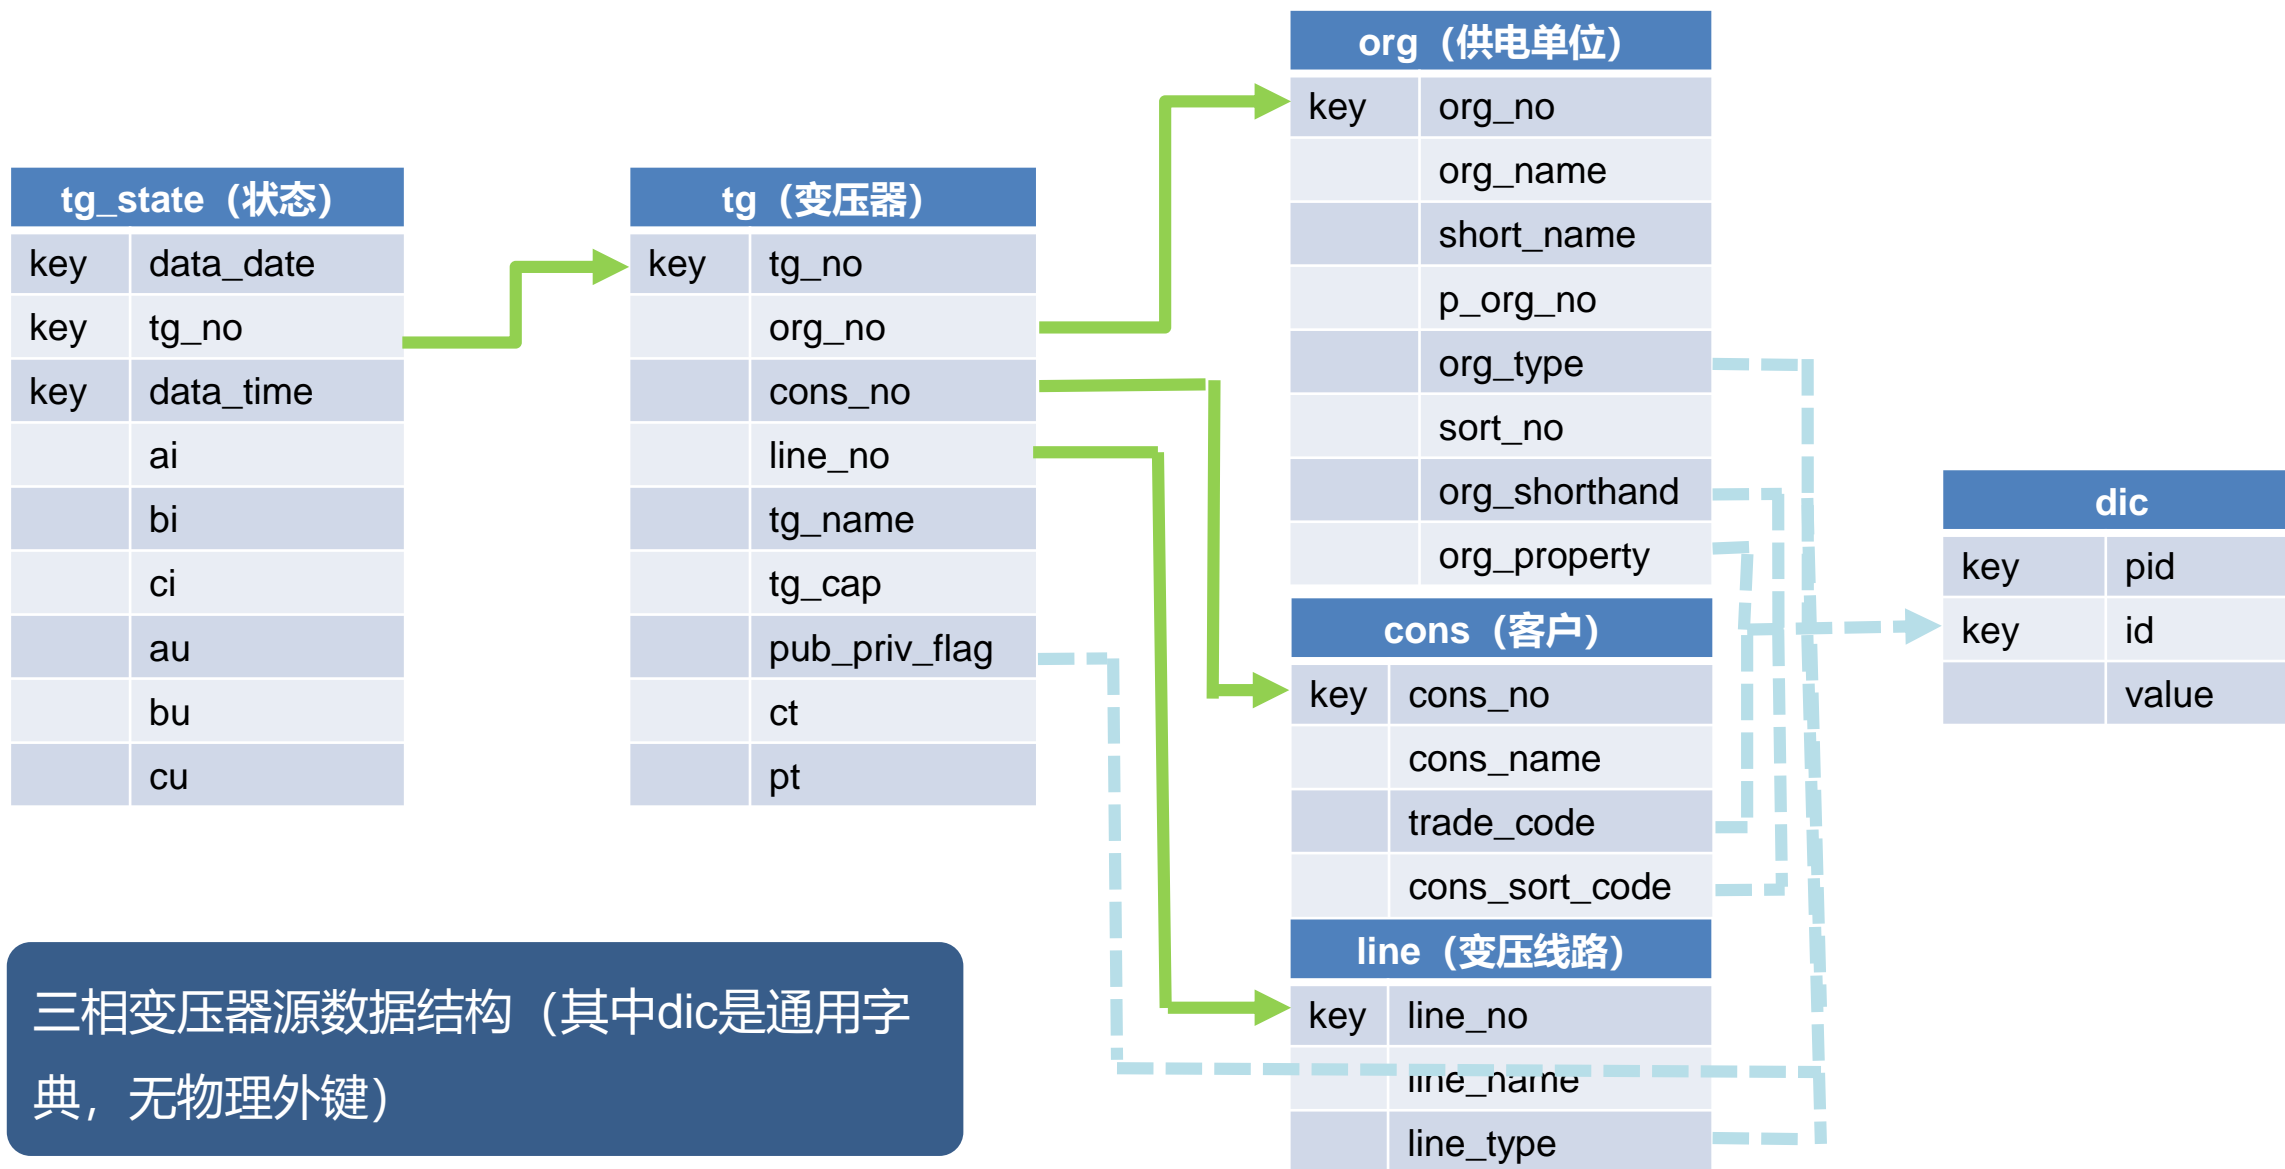 tg_state（状态）
key data_date
key tg_no
key data_time
ai
bi
ci
au
bu
cu
tg（变压器）
key tg_no
org_no
cons_no
line_no
tg_name
tg_cap
pub_priv_flag
ct
pt
org（供电单位）
key org_no
org_name
short_name
p_org_no
org_type
sort_no
org_shorthand
org_property
cons（客户）
key cons_no
cons_name
trade_code
cons_sort_code
line（变压线路）
key line_no
line_name
line_type
dic
key pid
key id
value
三相变压器源数据结构（其中dic是通用字
典，无物理外键）